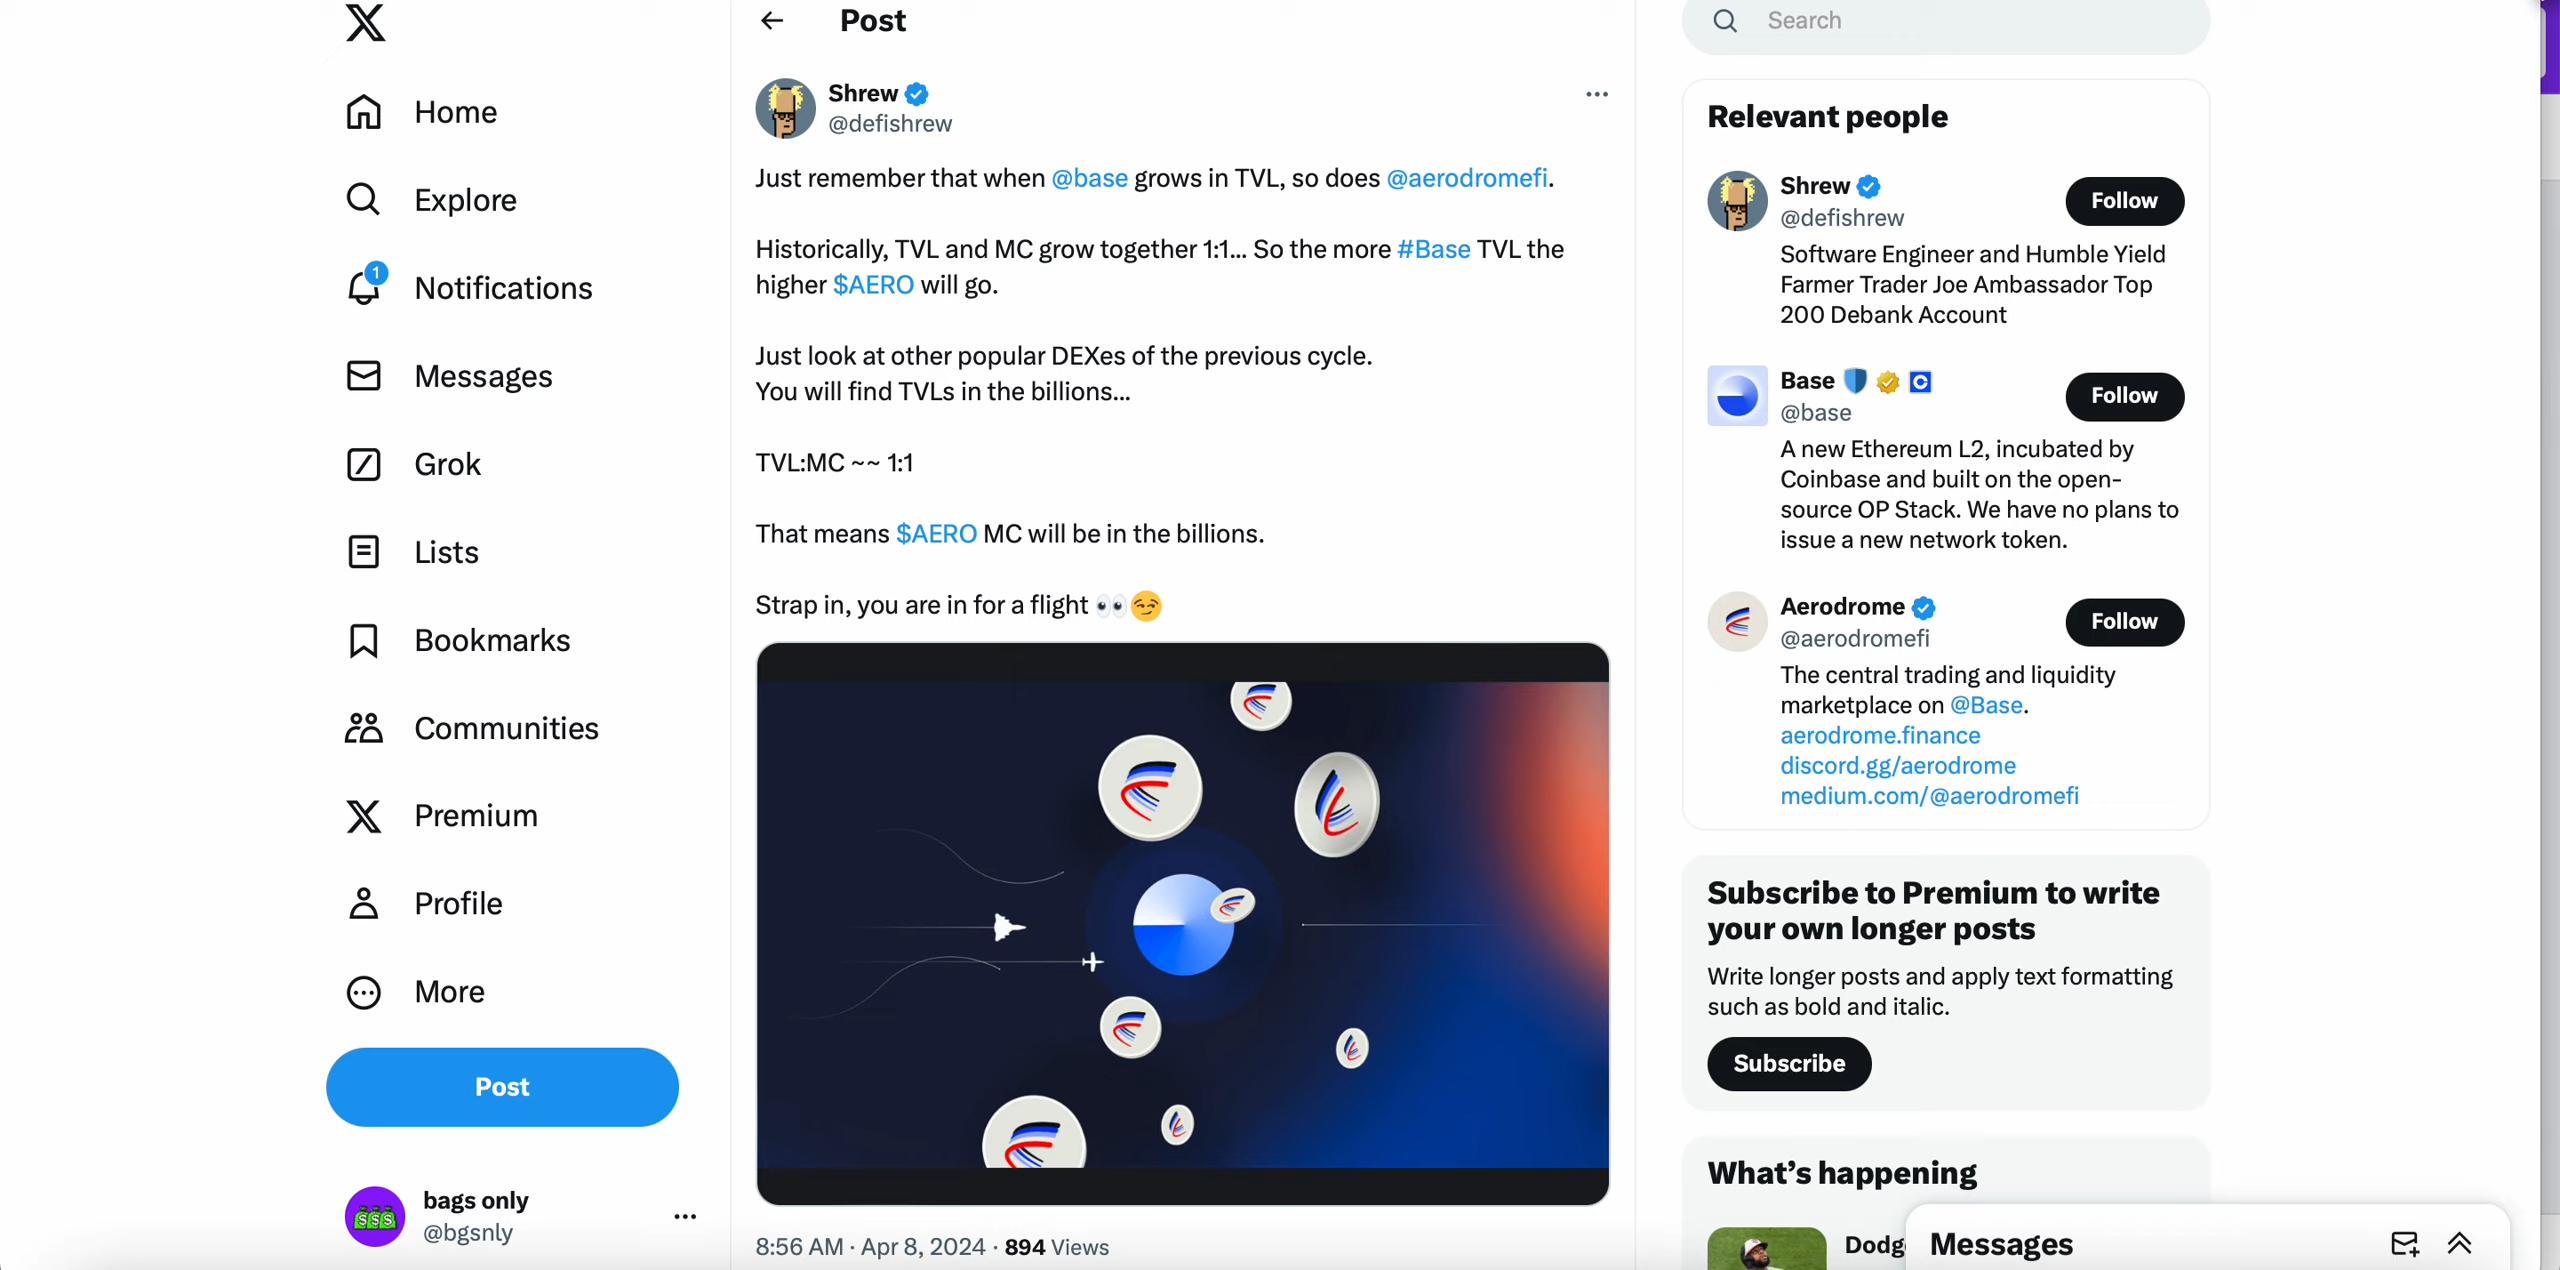 Home
Explore
1
Notifications
Messages
Grok
Lists
Bookmarks
Communities
Premium
Profile
More
Post
bags only
@bgsnly
Post
Shrew
@defishrew
Just remember that when @base grows in TVL, so does @aerodromefi.
Historically, TVL and MC grow together 1:1... So the more #Base TVL the
higher $AERO will go.
Just look at other popular DEXes of the previous cycle.
You will find TVLs in the billions...
TVL:MC ~~ 1:1
That means $AERO MC will be in the billions.
Strap in, you are in for a flight 👀😏
8:56 AM · Apr 8, 2024 · 894 Views
Search
Relevant people
Shrew
@defishrew
Follow
Software Engineer and Humble Yield
Farmer Trader Joe Ambassador Top
200 Debank Account
Base 🛡️
@base
Follow
A new Ethereum L2, incubated by
Coinbase and built on the open-
source OP Stack. We have no plans to
issue a new network token.
Aerodrome
@aerodromefi
Follow
The central trading and liquidity
marketplace on @Base.
aerodrome.finance
discord.gg/aerodrome
medium.com/@aerodromefi
Subscribe to Premium to write
your own longer posts
Write longer posts and apply text formatting
such as bold and italic.
Subscribe
What's happening
Dodg
Messages